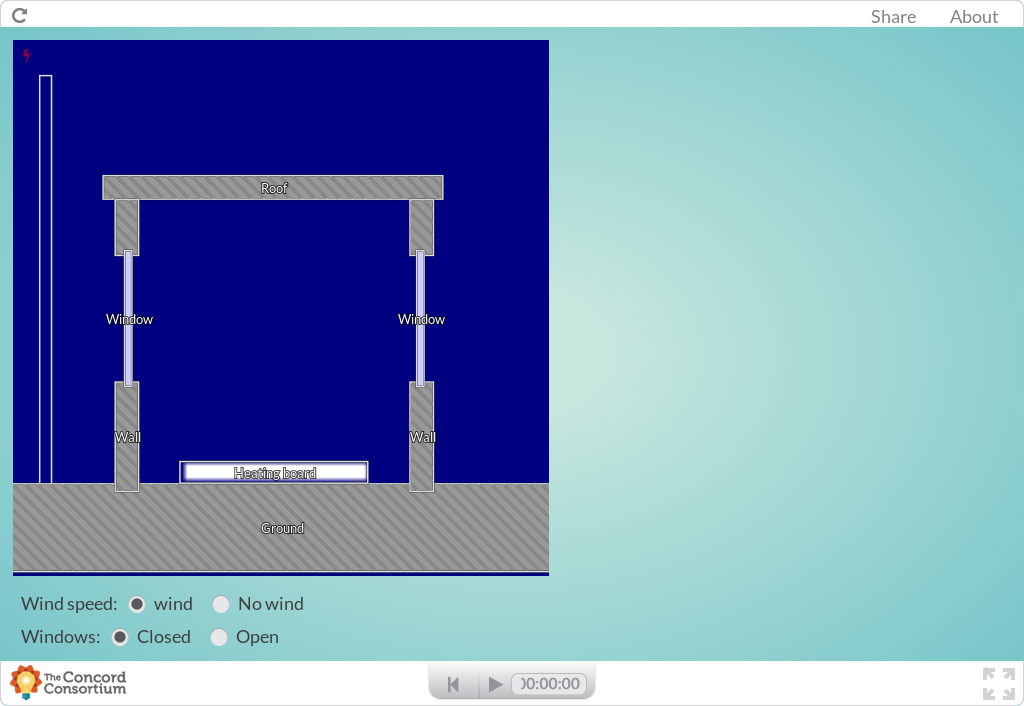 Share About
Roof
Window Window
Wall Wall
Heating board
Ground
Wind speed: wind No wind
Windows: Closed Open
The Concord
Consortium
00:00:00